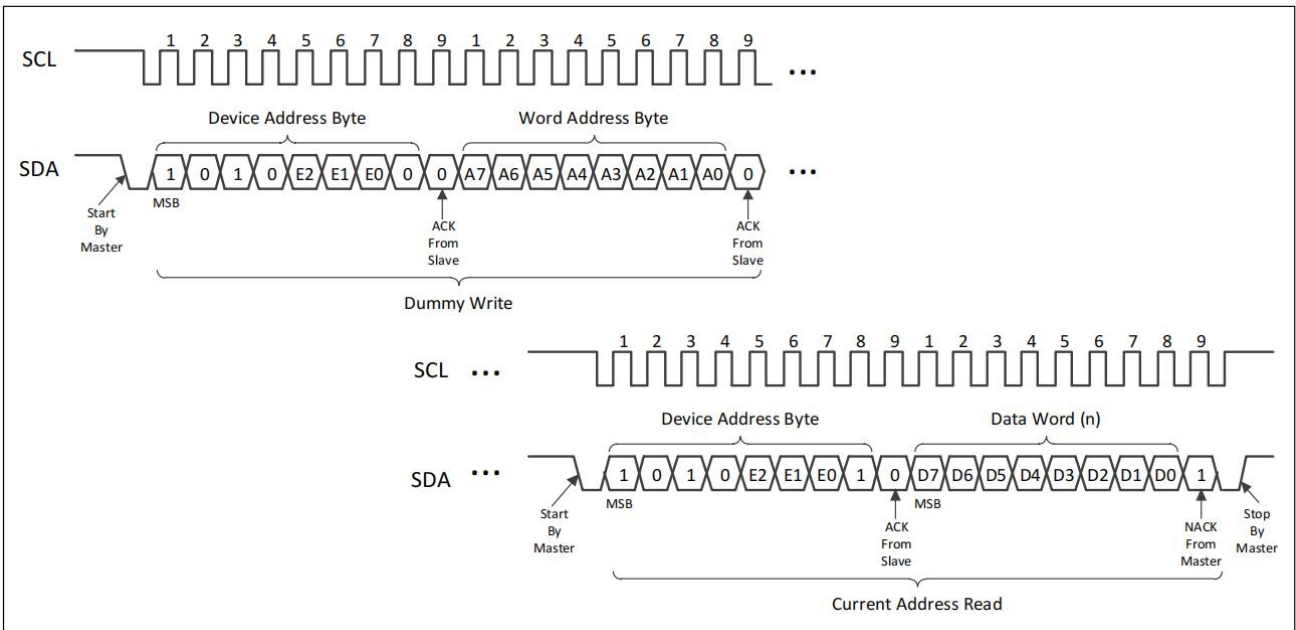 1 2 3 4 5 6 7 8 9 1 2 3 4 5 6 7 8 9
SCL ...
Device Address Byte Word Address Byte
SDA 1 0 1 0 E2 E1 E0 0 0 A7 A6 A5 A4 A3 A2 A1 A0 0 ...
MSB
Start By Master
ACK From Slave
ACK From Slave
Dummy Write
1 2 3 4 5 6 7 8 9 1 2 3 4 5 6 7 8 9
SCL ...
Device Address Byte Data Word (n)
SDA ... 1 0 1 0 E2 E1 E0 1 0 D7 D6 D5 D4 D3 D2 D1 D0 1
MSB MSB
Start By Master
ACK From Slave
NACK From Master
Stop By Master
Current Address Read